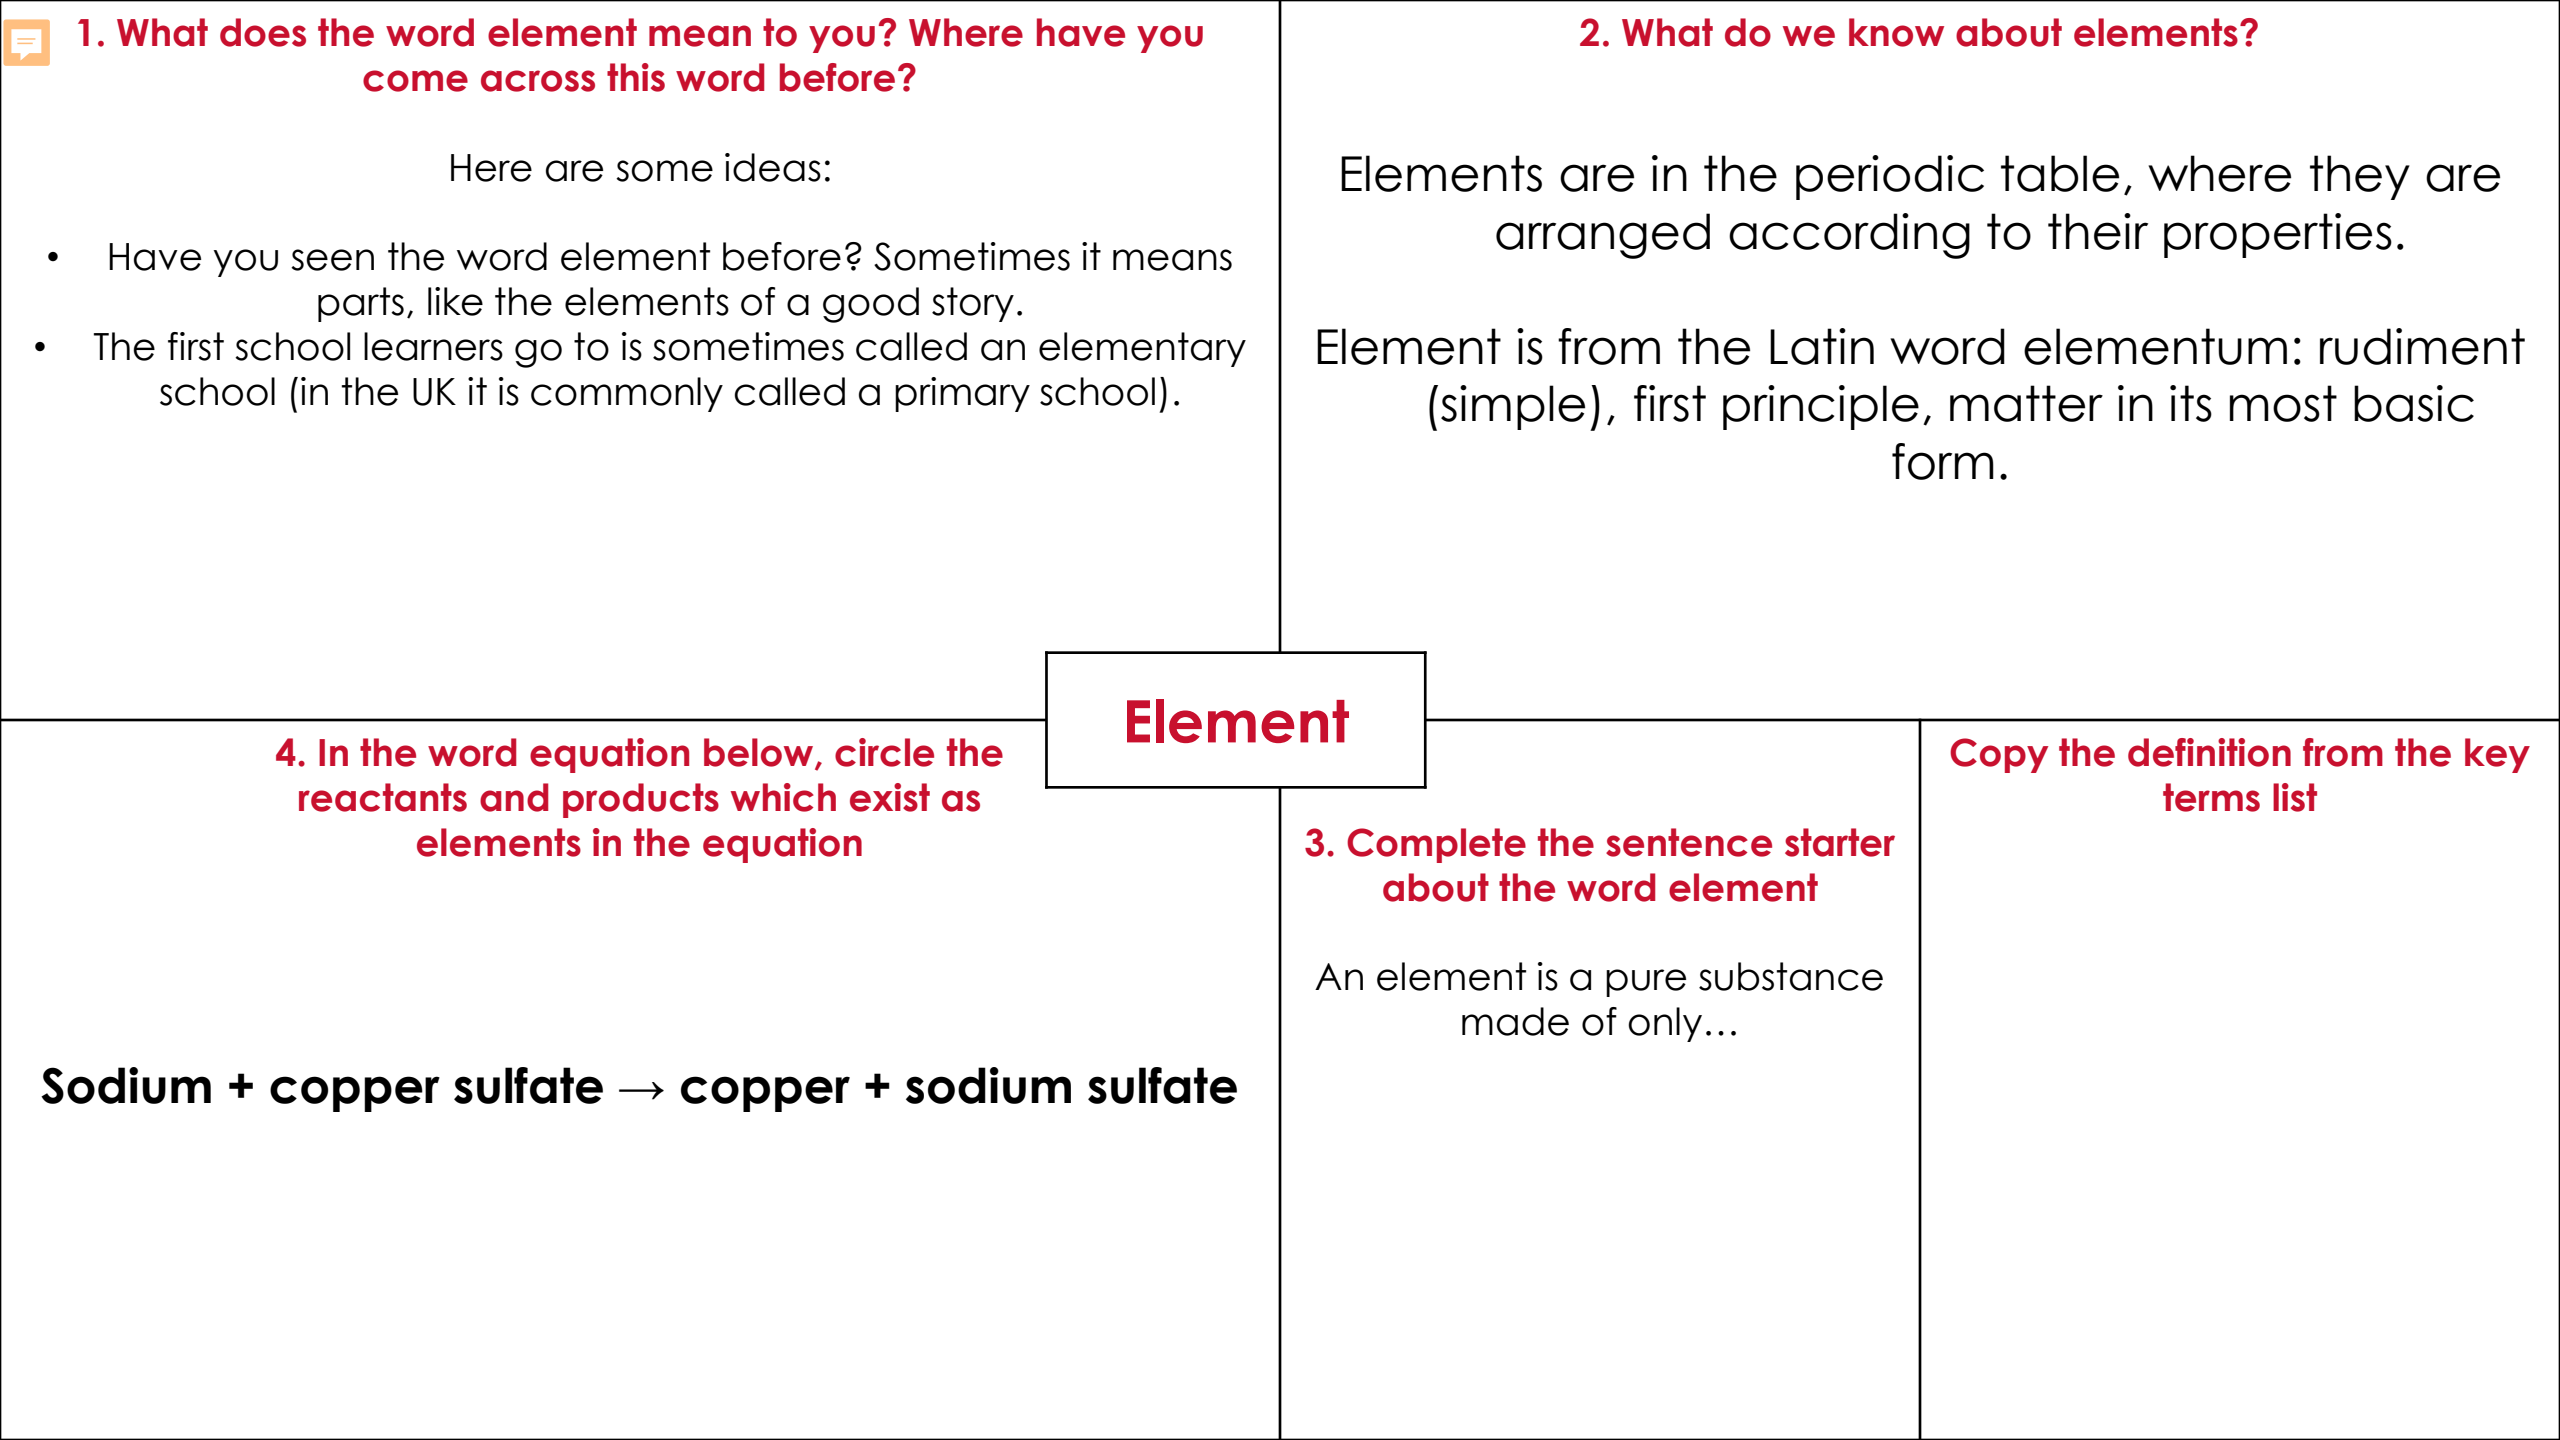 1. What does the word element mean to you? Where have you
come across this word before?
Here are some ideas:
• Have you seen the word element before? Sometimes it means
parts, like the elements of a good story.
• The first school learners go to is sometimes called an elementary
school (in the UK it is commonly called a primary school).
2. What do we know about elements?
Elements are in the periodic table, where they are
arranged according to their properties.
Element is from the Latin word elementum: rudiment
(simple), first principle, matter in its most basic
form.
Element
4. In the word equation below, circle the
reactants and products which exist as
elements in the equation
Sodium + copper sulfate → copper + sodium sulfate
3. Complete the sentence starter
about the word element
An element is a pure substance
made of only…
Copy the definition from the key
terms list